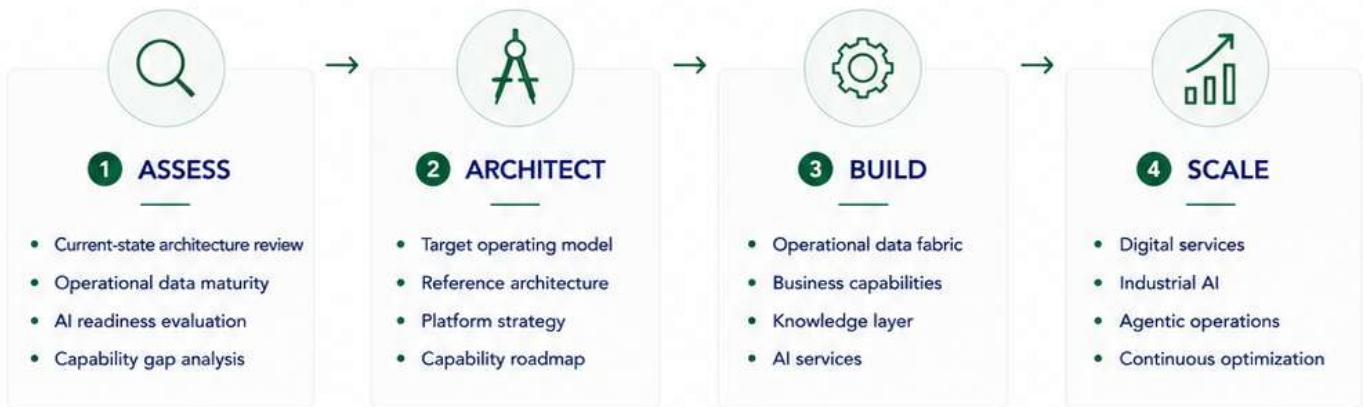 1 ASSESS
Current-state architecture review
Operational data maturity
AI readiness evaluation
Capability gap analysis
2 ARCHITECT
Target operating model
Reference architecture
Platform strategy
Capability roadmap
3 BUILD
Operational data fabric
Business capabilities
Knowledge layer
AI services
4 SCALE
Digital services
Industrial AI
Agentic operations
Continuous optimization